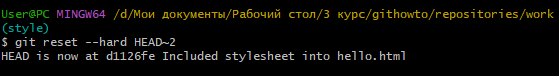 User@PC MINGW64 /d/Мои документы/Рабочий стол/3 курс/githowto/repositories/work
(style)
$ git reset --hard HEAD~2
HEAD is now at d1126fe Included stylesheet into hello.html